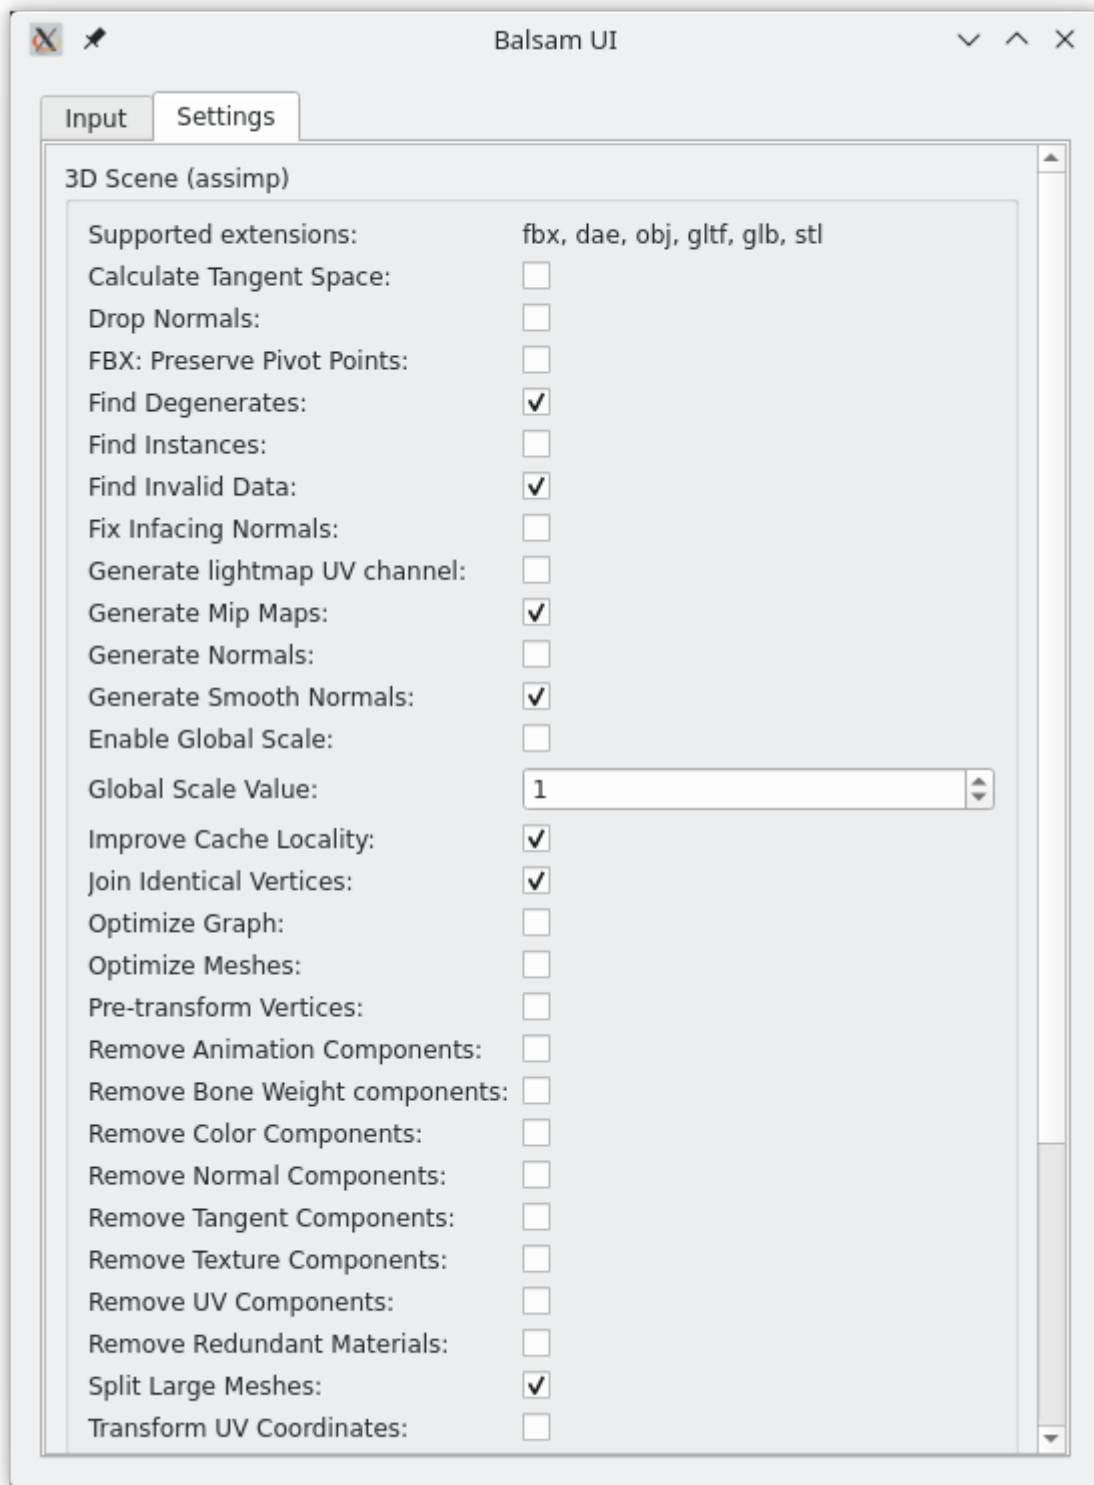 Balsam UI
Input Settings
3D Scene (assimp)
Supported extensions: fbx, dae, obj, gltf, glb, stl
Calculate Tangent Space:
Drop Normals:
FBX: Preserve Pivot Points:
Find Degenerates:
Find Instances:
Find Invalid Data:
Fix Infacing Normals:
Generate lightmap UV channel:
Generate Mip Maps:
Generate Normals:
Generate Smooth Normals:
Enable Global Scale:
Global Scale Value: 1
Improve Cache Locality:
Join Identical Vertices:
Optimize Graph:
Optimize Meshes:
Pre-transform Vertices:
Remove Animation Components:
Remove Bone Weight components:
Remove Color Components:
Remove Normal Components:
Remove Tangent Components:
Remove Texture Components:
Remove UV Components:
Remove Redundant Materials:
Split Large Meshes:
Transform UV Coordinates: